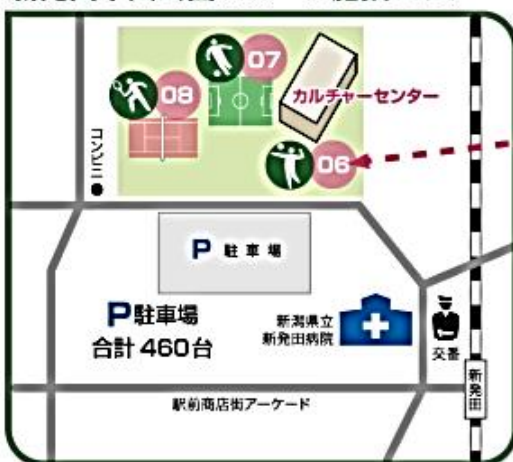 07
08
カルチャーセンター
06
コンビニ
P 駐車場
P駐車場
合計 460台
新潟県立
新発田病院
交番
新発田
駅前商店街アーケード